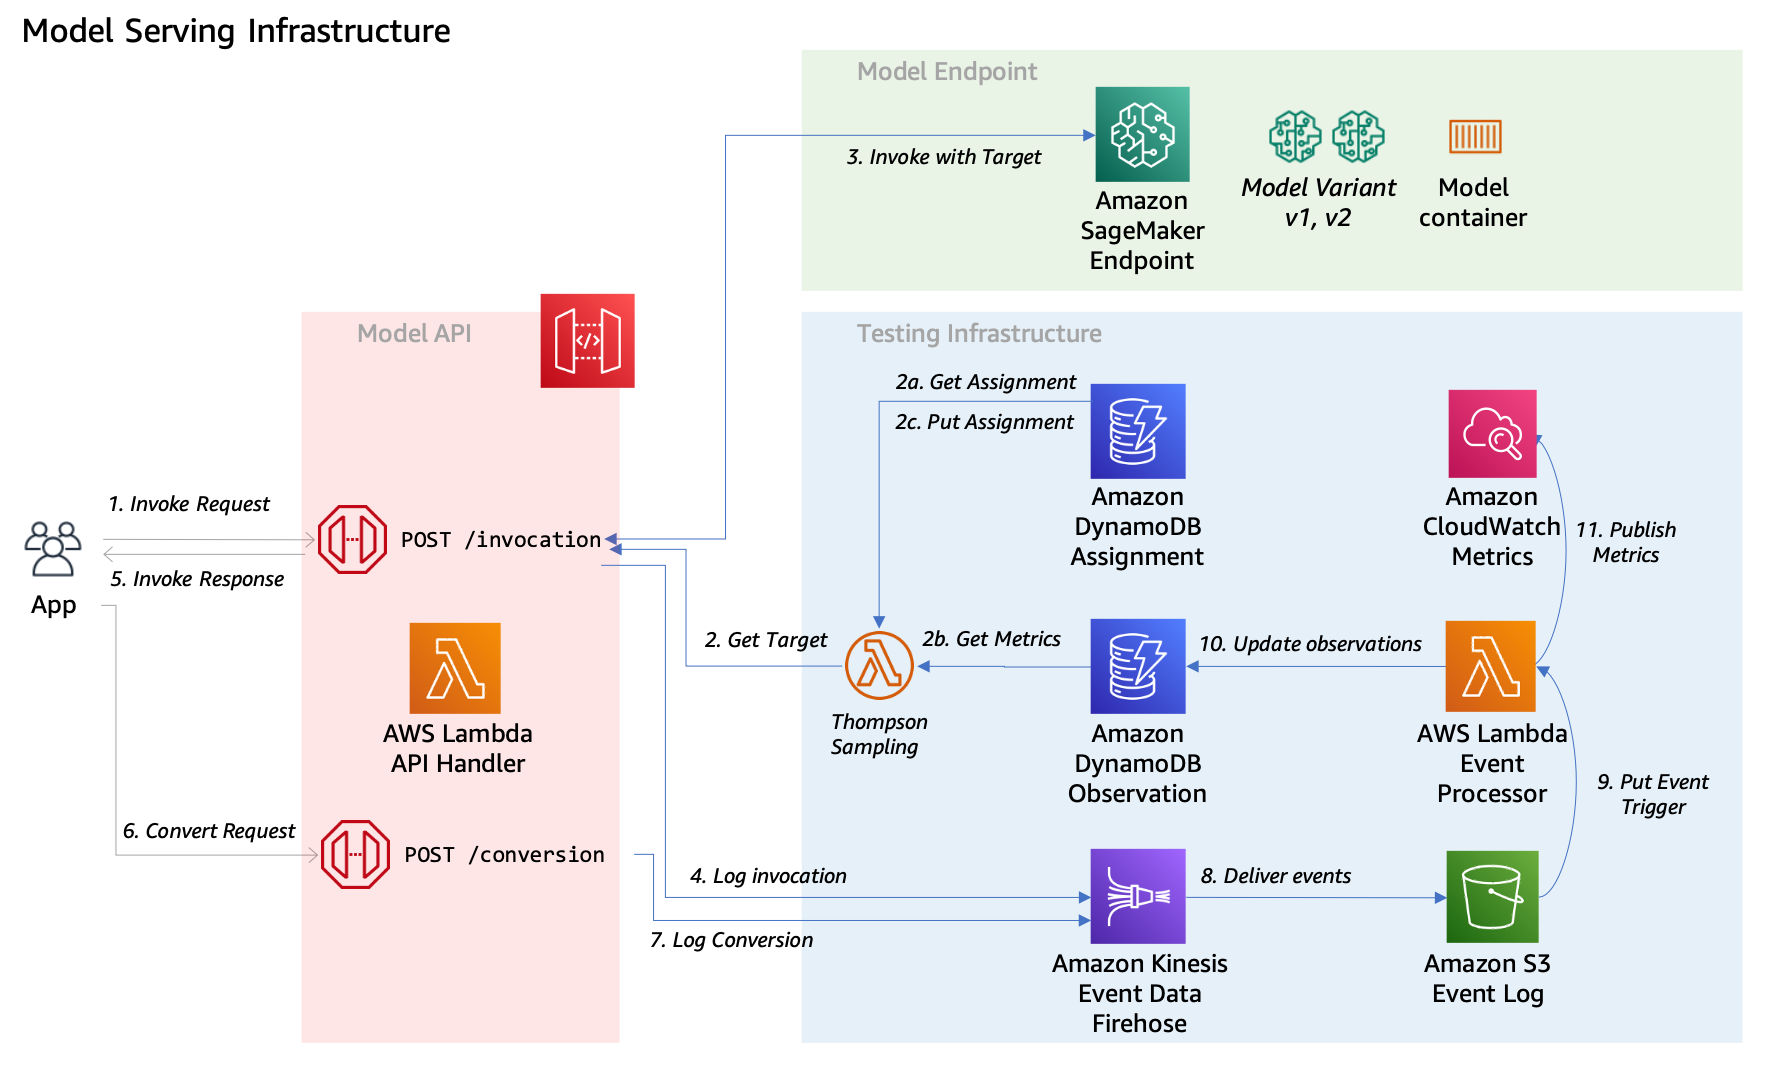 Model Serving Infrastructure
Model Endpoint
3. Invoke with Target
Amazon
SageMaker
Endpoint
Model Variant
v1, v2
Model
container
Model API
</>
Testing Infrastructure
2a. Get Assignment
2c. Put Assignment
Amazon
DynamoDB
Assignment
Amazon
CloudWatch
Metrics
11. Publish
Metrics
1. Invoke Request
POST /invocation
5. Invoke Response
App
2. Get Target
2b. Get Metrics
10. Update observations
Thompson
Sampling
AWS Lambda
API Handler
Amazon
DynamoDB
Observation
AWS Lambda
Event
Processor
9. Put Event
Trigger
6. Convert Request
POST /conversion
4. Log invocation
8. Deliver events
7. Log Conversion
Amazon Kinesis
Event Data
Firehose
Amazon S3
Event Log